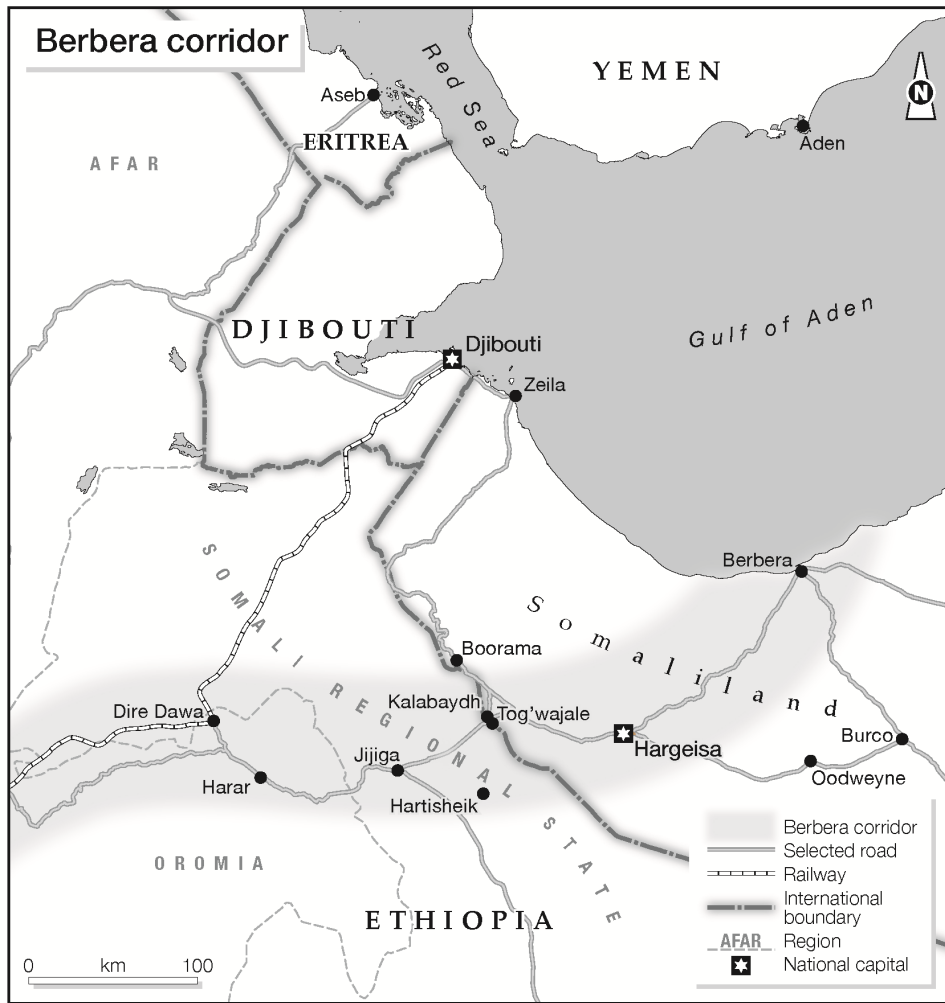 Berbera corridor
Red Sea
YEMEN
N
Aseb
ERITREA
Aden
AFAR
Gulf of Aden
DJIBOUTI
Djibouti
Zeila
Berbera
SOMALI REGIONAL STATE
Somaliland
Boorama
Kalabaydh
Tog'wajale
Dire Dawa
Hargeisa
Burco
Jijiga
Oodweyne
Harar
Hartisheik
OROMIA
ETHIOPIA
0 km 100
Berbera corridor
Selected road
Railway
International
boundary
AFAR Region
National capital